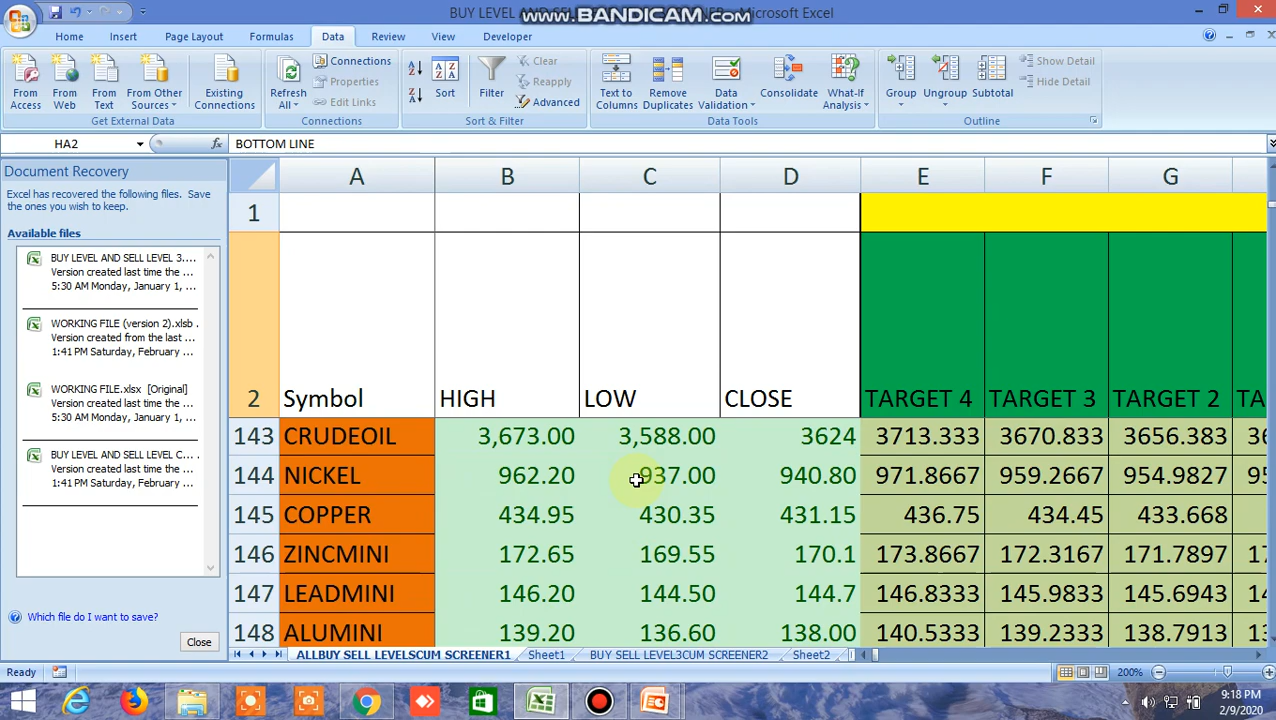 BUY LEVEL AND SE
www.BANDICAM.com
NER - Microsoft Excel
Home Insert Page Layout Formulas Data Review View Developer
From Access
From Web
From Text
From Other Sources
Existing Connections
Get External Data
Refresh All
Connections
Properties
Edit Links
Connections
Sort
Filter
Clear
Reapply
Advanced
Sort & Filter
Text to Columns
Remove Duplicates
Data Validation
Consolidate
What-If Analysis
Data Tools
Group
Ungroup
Subtotal
Show Detail
Hide Detail
Outline
HA2 fx BOTTOM LINE
Document Recovery
Excel has recovered the following files. Save
the ones you wish to keep.
Available files
BUY LEVEL AND SELL LEVEL 3....
Version created last time the ...
5:30 AM Monday, January 1, ...
WORKING FILE (version 2).xlsb .
Version created from the last ...
1:41 PM Saturday, February ...
WORKING FILE.xlsx [Original]
Version created last time the ...
5:30 AM Monday, January 1, ...
BUY LEVEL AND SELL LEVEL C....
Version created last time the ...
1:41 PM Saturday, February ...
Which file do I want to save?
Close
A B C D E F G
1
2 Symbol HIGH LOW CLOSE TARGET 4 TARGET 3 TARGET 2 TA
143 CRUDEOIL 3,673.00 3,588.00 3624 3713.333 3670.833 3656.383 36
144 NICKEL 962.20 937.00 940.80 971.8667 959.2667 954.9827 95
145 COPPER 434.95 430.35 431.15 436.75 434.45 433.668
146 ZINCMINI 172.65 169.55 170.1 173.8667 172.3167 171.7897 17
147 LEADMINI 146.20 144.50 144.7 146.8333 145.9833 145.6943 14
148 ALUMINI 139.20 136.60 138.00 140.5333 139.2333 138.7913 13
ALLBUY SELL LEVELSCUM SCREENER1 Sheet1 BUY SELL LEVEL3CUM SCREENER2 Sheet2
Ready 200%
9:18 PM
2/9/2020